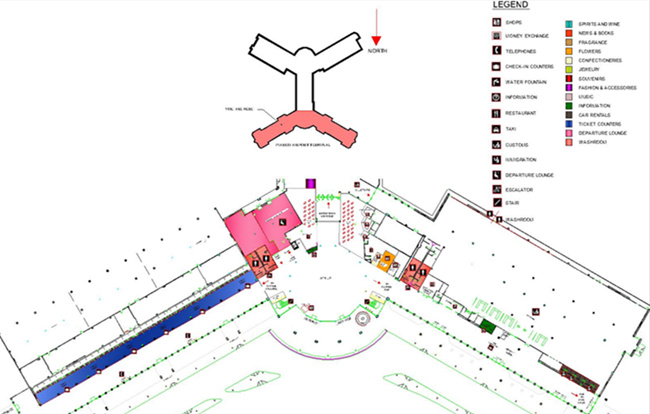 LEGEND
SHOPS
MONEY EXCHANGE
TELEPHONES
CHECK-IN COUNTERS
WATER FOUNTAIN
INFORMATION
RESTAURANT
TAXI
CUSTOMS
IMMIGRATION
DEPARTURE LOUNGE
ESCALATOR
STAIR
WASHROOM
SPIRITS AND WINE
NEWS & BOOKS
FRAGRANCE
FLOWERS
CONFECTIONERIES
JEWELRY
SOUVENIRS
FASHION & ACCESSORIES
MUSIC
INFORMATION
CAR RENTALS
TICKET COUNTERS
DEPARTURE LOUNGE
WASHROOM
NORTH